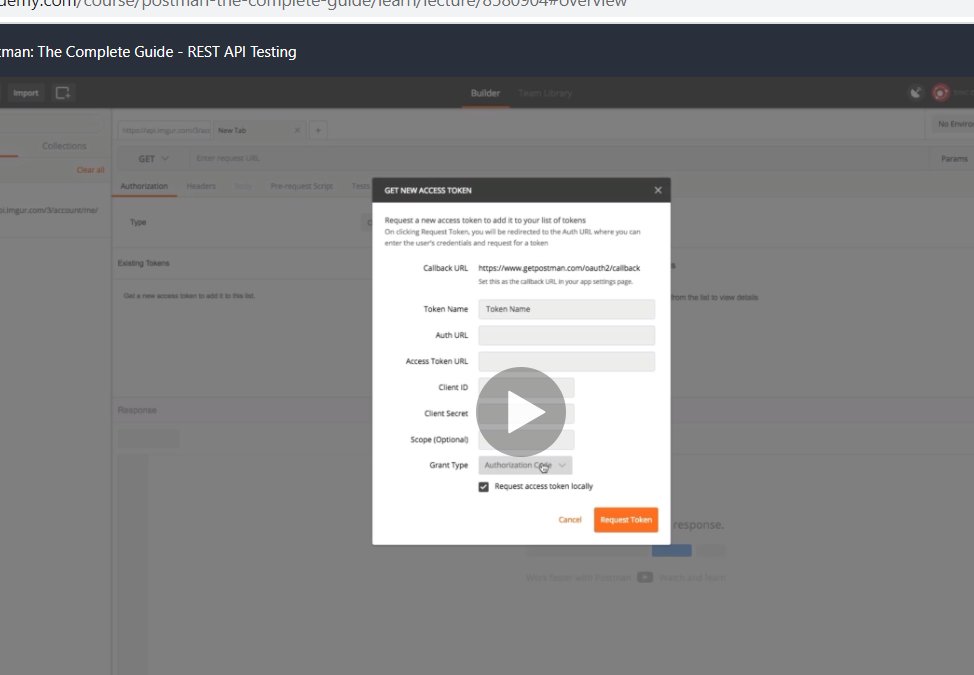 demy.com/course/postman-the-complete-guide/learn/lecture/8580904#overview
tman: The Complete Guide - REST API Testing
Import
Builder
Team Library
https://api.imgur.com/3/acc
New Tab
No Environ
Collections
GET
Enter request URL
Params
Clear all
Authorization
Headers
Body
Pre-request Script
Tests
GET NEW ACCESS TOKEN
pi.imgur.com/3/account/me/
Type
Request a new access token to add it to your list of tokens
On clicking Request Token, you will be redirected to the Auth URL where you can
enter the user's credentials and request for a token
Existing Tokens
Callback URL
https://www.getpostman.com/oauth2/callback
Set this as the callback URL in your app settings page.
Get a new access token to add it to this list.
from the list to view details
Token Name
Token Name
Auth URL
Access Token URL
Client ID
Client Secret
Response
Scope (Optional)
Grant Type
Authorization Code
Request access token locally
Cancel
Request Token
response.
Work faster with Postman
Watch and learn